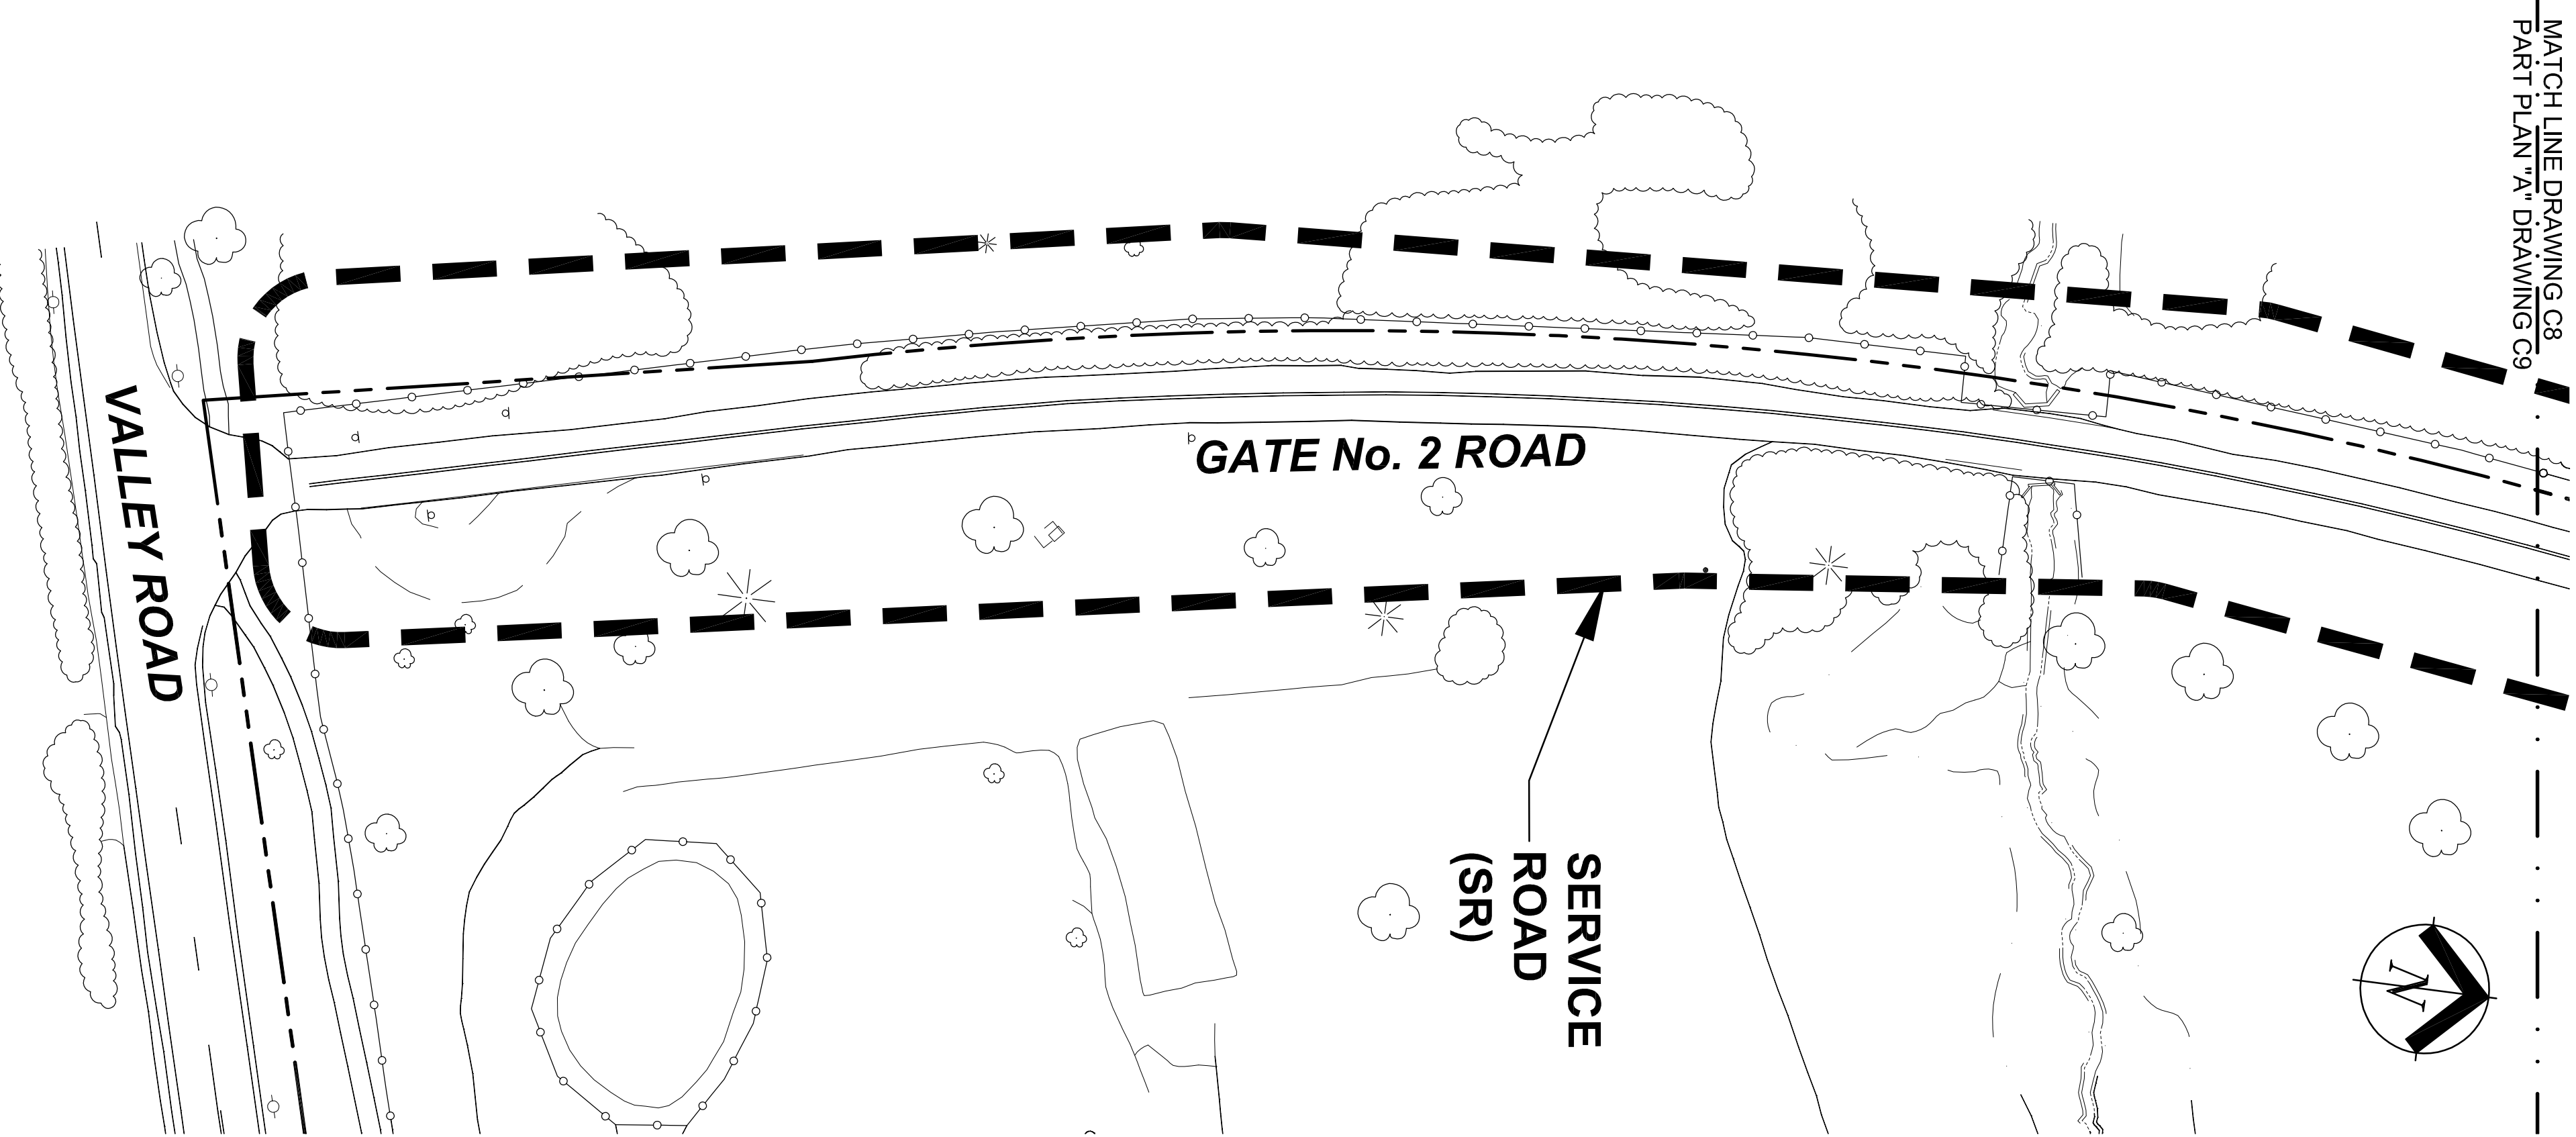 MATCH LINE DRAWING C8
PART PLAN "A" DRAWING C9
VALLEY ROAD
GATE No. 2 ROAD
SERVICE
ROAD
(SR)
N